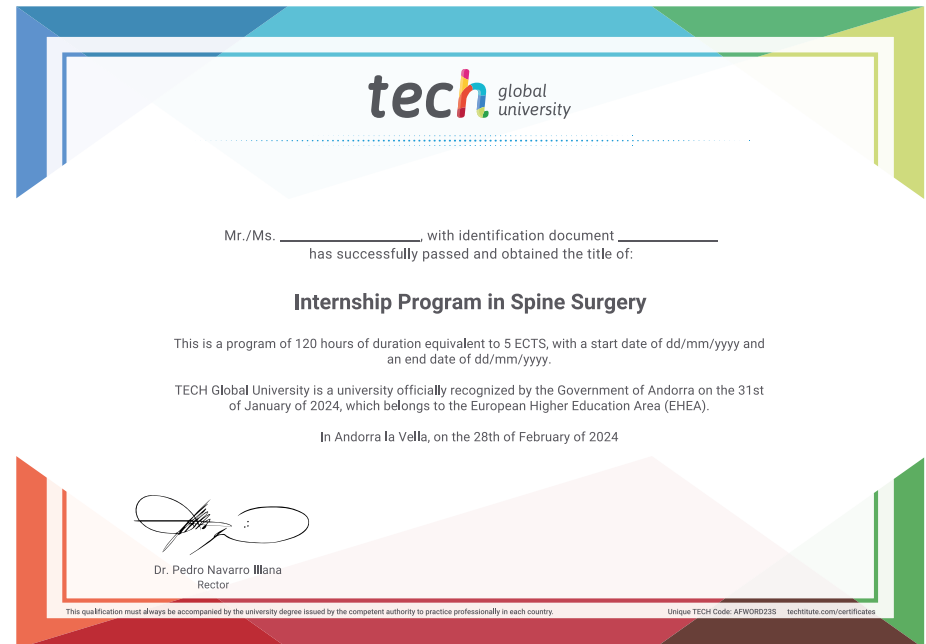 tech global university
Mr./Ms. ____________, with identification document ____________
has successfully passed and obtained the title of:
Internship Program in Spine Surgery
This is a program of 120 hours of duration equivalent to 5 ECTS, with a start date of dd/mm/yyyy and
an end date of dd/mm/yyyy.
TECH Global University is a university officially recognized by the Government of Andorra on the 31st
of January of 2024, which belongs to the European Higher Education Area (EHEA).
In Andorra la Vella, on the 28th of February of 2024
Dr. Pedro Navarro Illana
Rector
This qualification must always be accompanied by the university degree issued by the competent authority to practice professionally in each country. Unique TECH Code: AFWORD23S techtitute.com/certificates